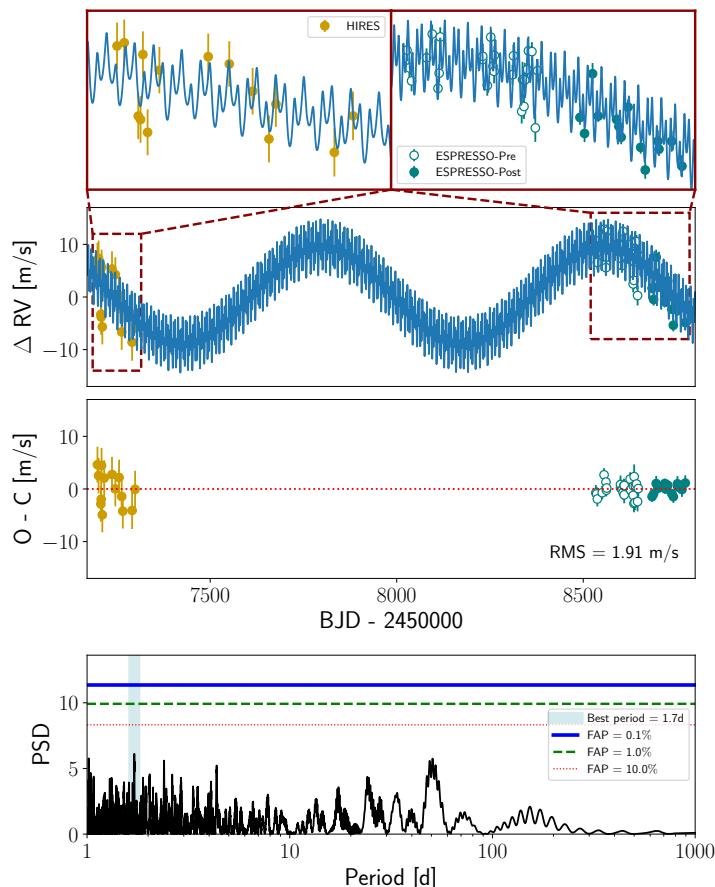 HIRES
ESPRESSO-Pre
ESPRESSO-Post
10
0
−10
Δ RV [m/s]
10
0
−10
O - C [m/s]
RMS = 1.91 m/s
7500 8000 8500
BJD - 2450000
10
5
0
PSD
Best period = 1.7d
FAP = 0.1%
FAP = 1.0%
FAP = 10.0%
1 10 100 1000
Period [d]